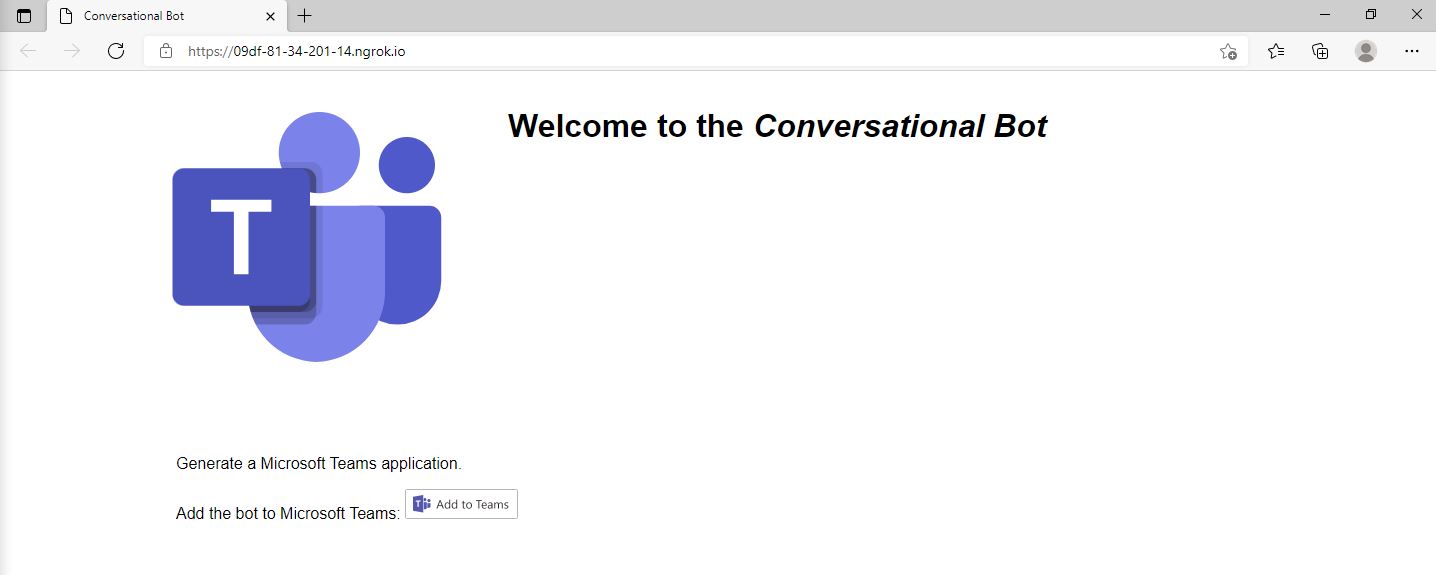 Conversational Bot
https://09df-81-34-201-14.ngrok.io
Welcome to the Conversational Bot
T
Generate a Microsoft Teams application.
Add the bot to Microsoft Teams: Add to Teams